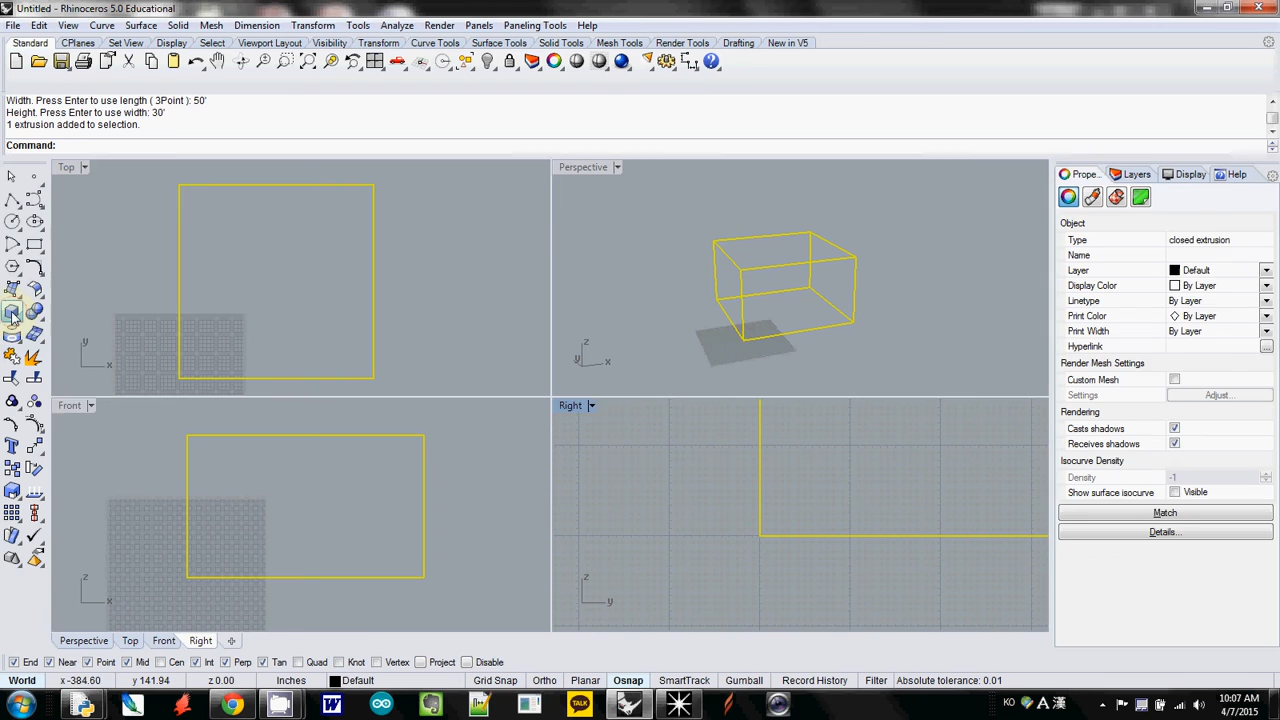 Untitled - Rhinoceros 5.0 Educational
File Edit View Curve Surface Solid Mesh Dimension Transform Tools Analyze Render Panels Paneling Tools Help
Standard CPlanes Set View Display Select Viewport Layout Visibility Transform Curve Tools Surface Tools Solid Tools Mesh Tools Render Tools Drafting New in V5
Width. Press Enter to use length ( 3Point ): 50'
Height. Press Enter to use width: 30'
1 extrusion added to selection.
Command:
Top
Perspective
Prope... Layers Display Help
Object
Type closed extrusion
Name
Layer Default
Display Color By Layer
Linetype By Layer
Print Color By Layer
Print Width By Layer
Hyperlink ...
Render Mesh Settings
Custom Mesh
Settings Adjust...
Rendering
Casts shadows
Receives shadows
Isocurve Density
Density -1
Show surface isocurve Visible
Match
Details...
y
x
z
y x
Front
Right
z
x
z
y
Perspective Top Front Right
End Near Point Mid Cen Int Perp Tan Quad Knot Vertex Project Disable
World x -384.60 y 141.94 z 0.00 Inches Default Grid Snap Ortho Planar Osnap SmartTrack Gumball Record History Filter Absolute tolerance: 0.01
W TALK KO A 漢 10:07 AM
4/7/2015